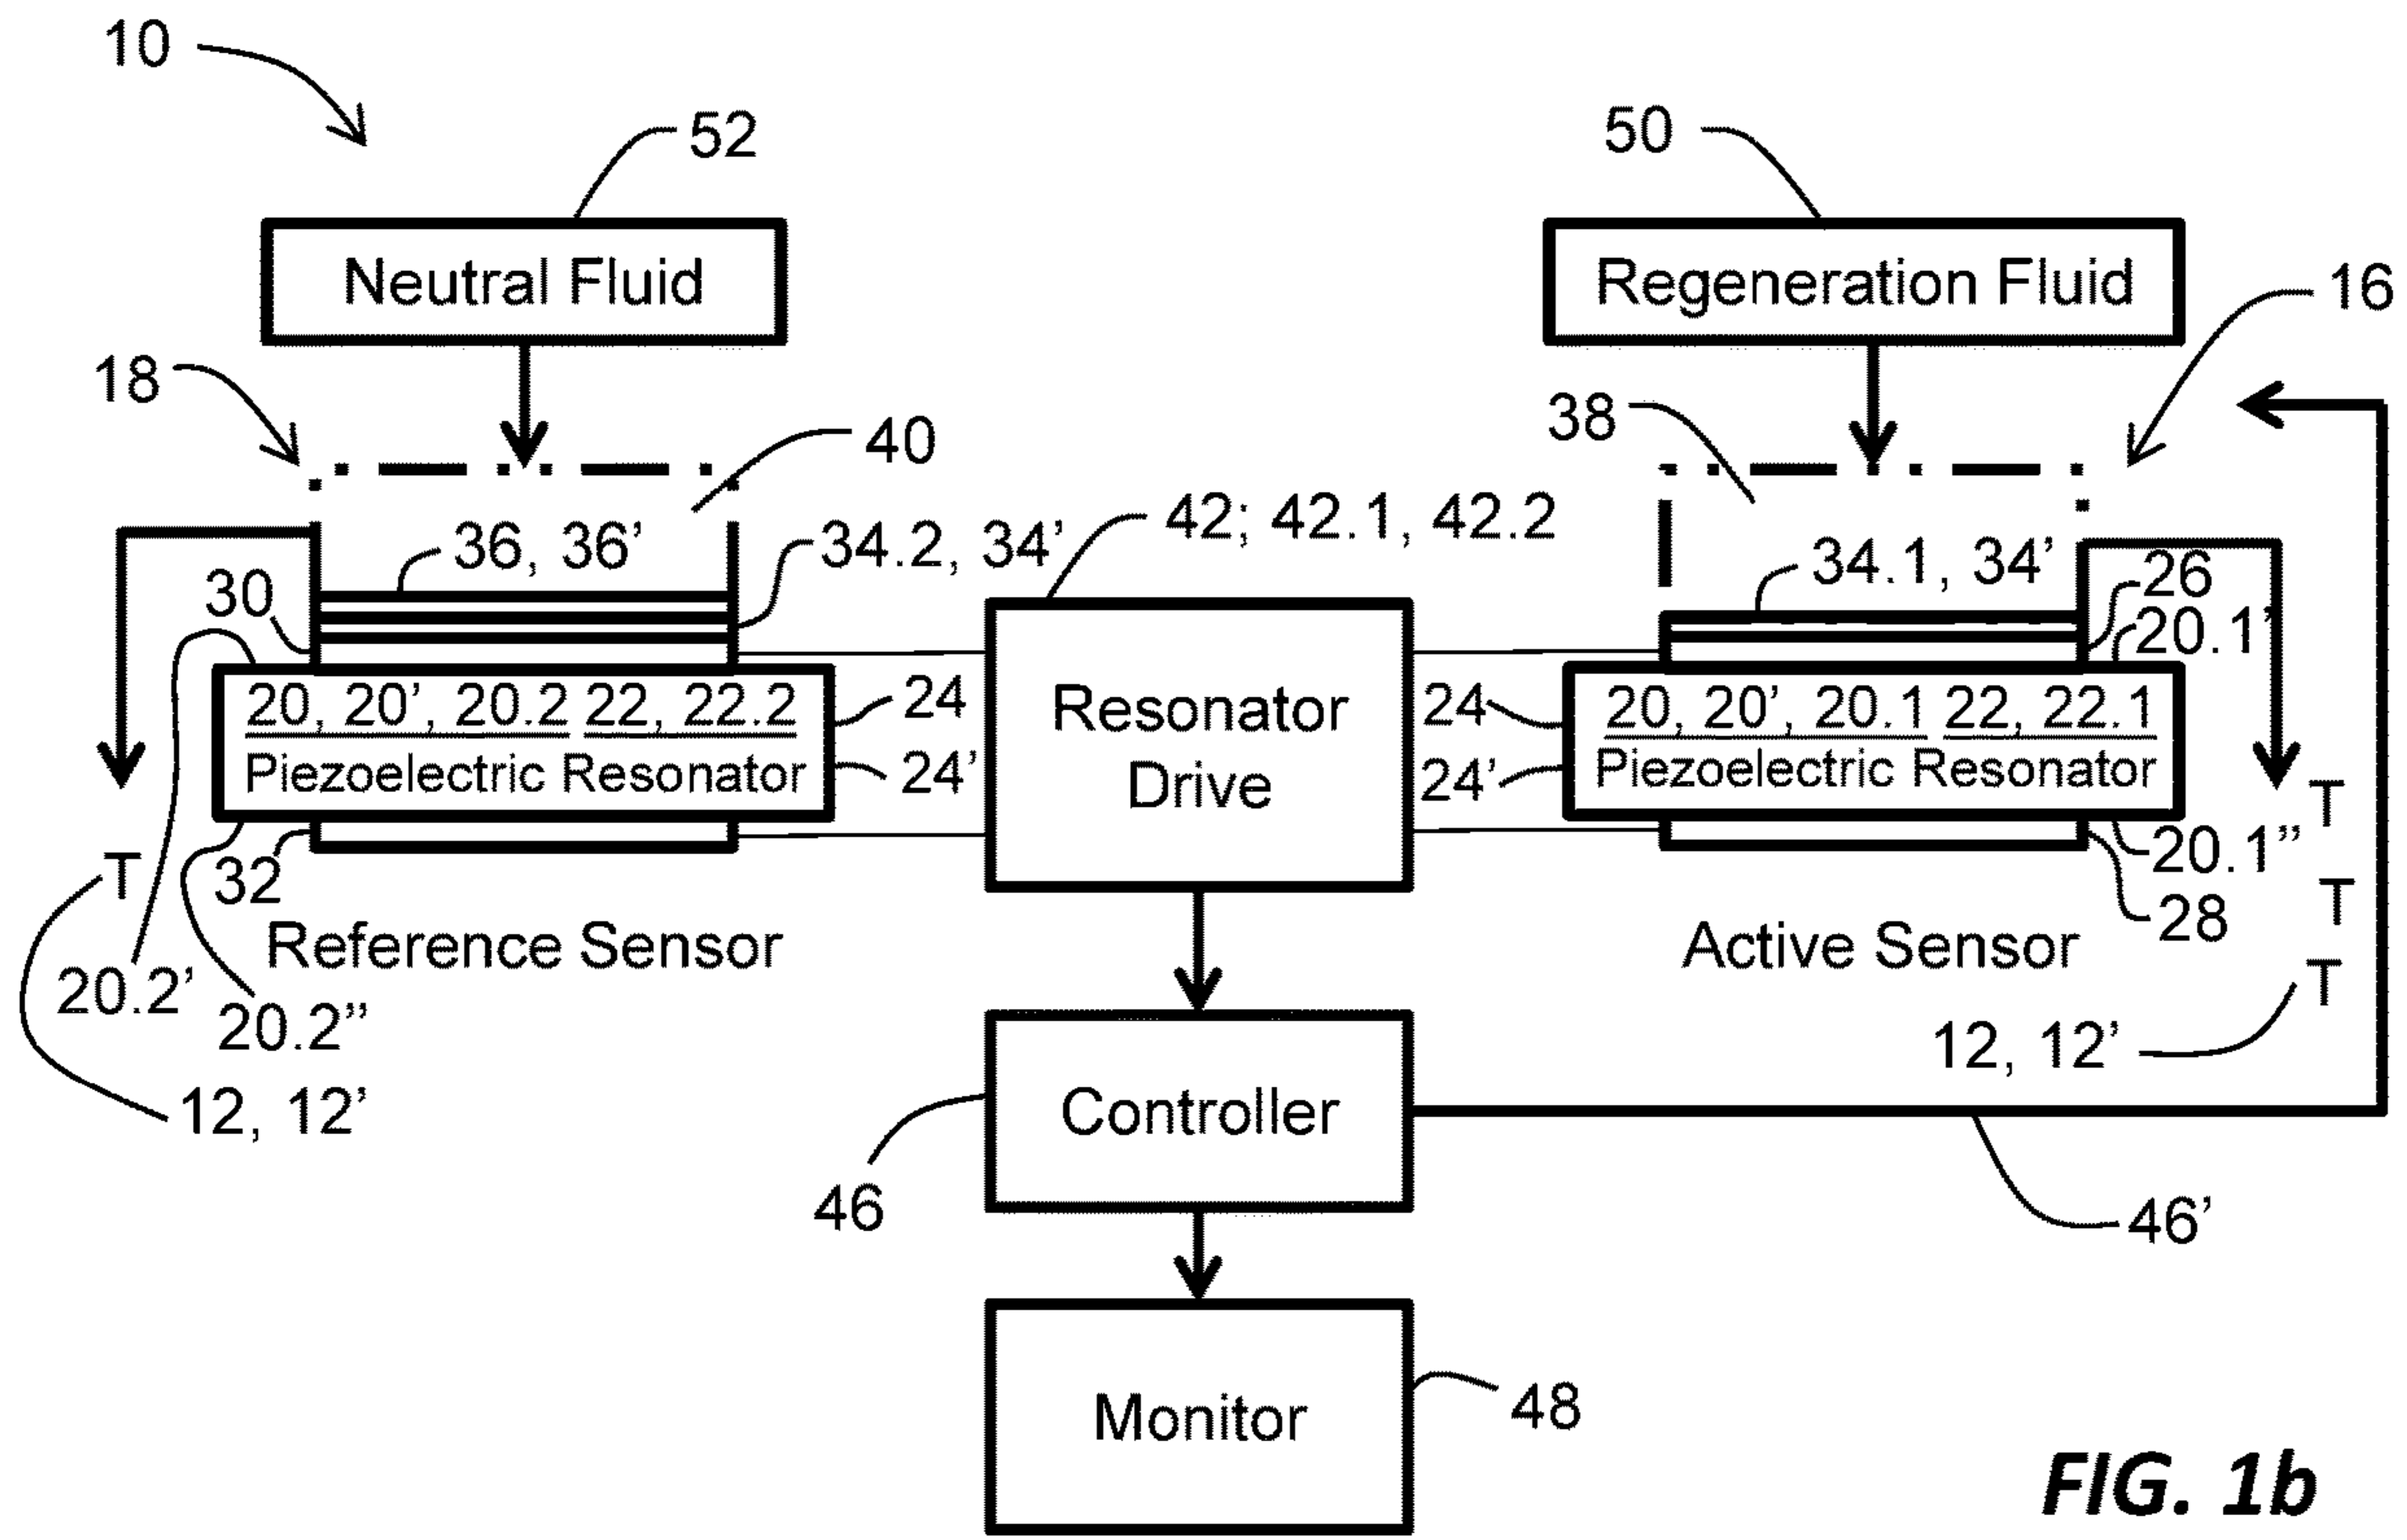 10
52
50
Neutral Fluid
Regeneration Fluid
16
18
40
38
42; 42.1, 42.2
36, 36’
34.2, 34’
34.1, 34’
26
30
20.1’
Resonator
Drive
20, 20’, 20.2 22, 22.2
Piezoelectric Resonator
24
24’
24
24’
20, 20’, 20.1 22, 22.1
Piezoelectric Resonator
T
20.1”
T
32
T
28
Reference Sensor
Active Sensor
T
20.2’
20.2”
12, 12’
12, 12’
Controller
46
46’
Monitor
48
FIG. 1b